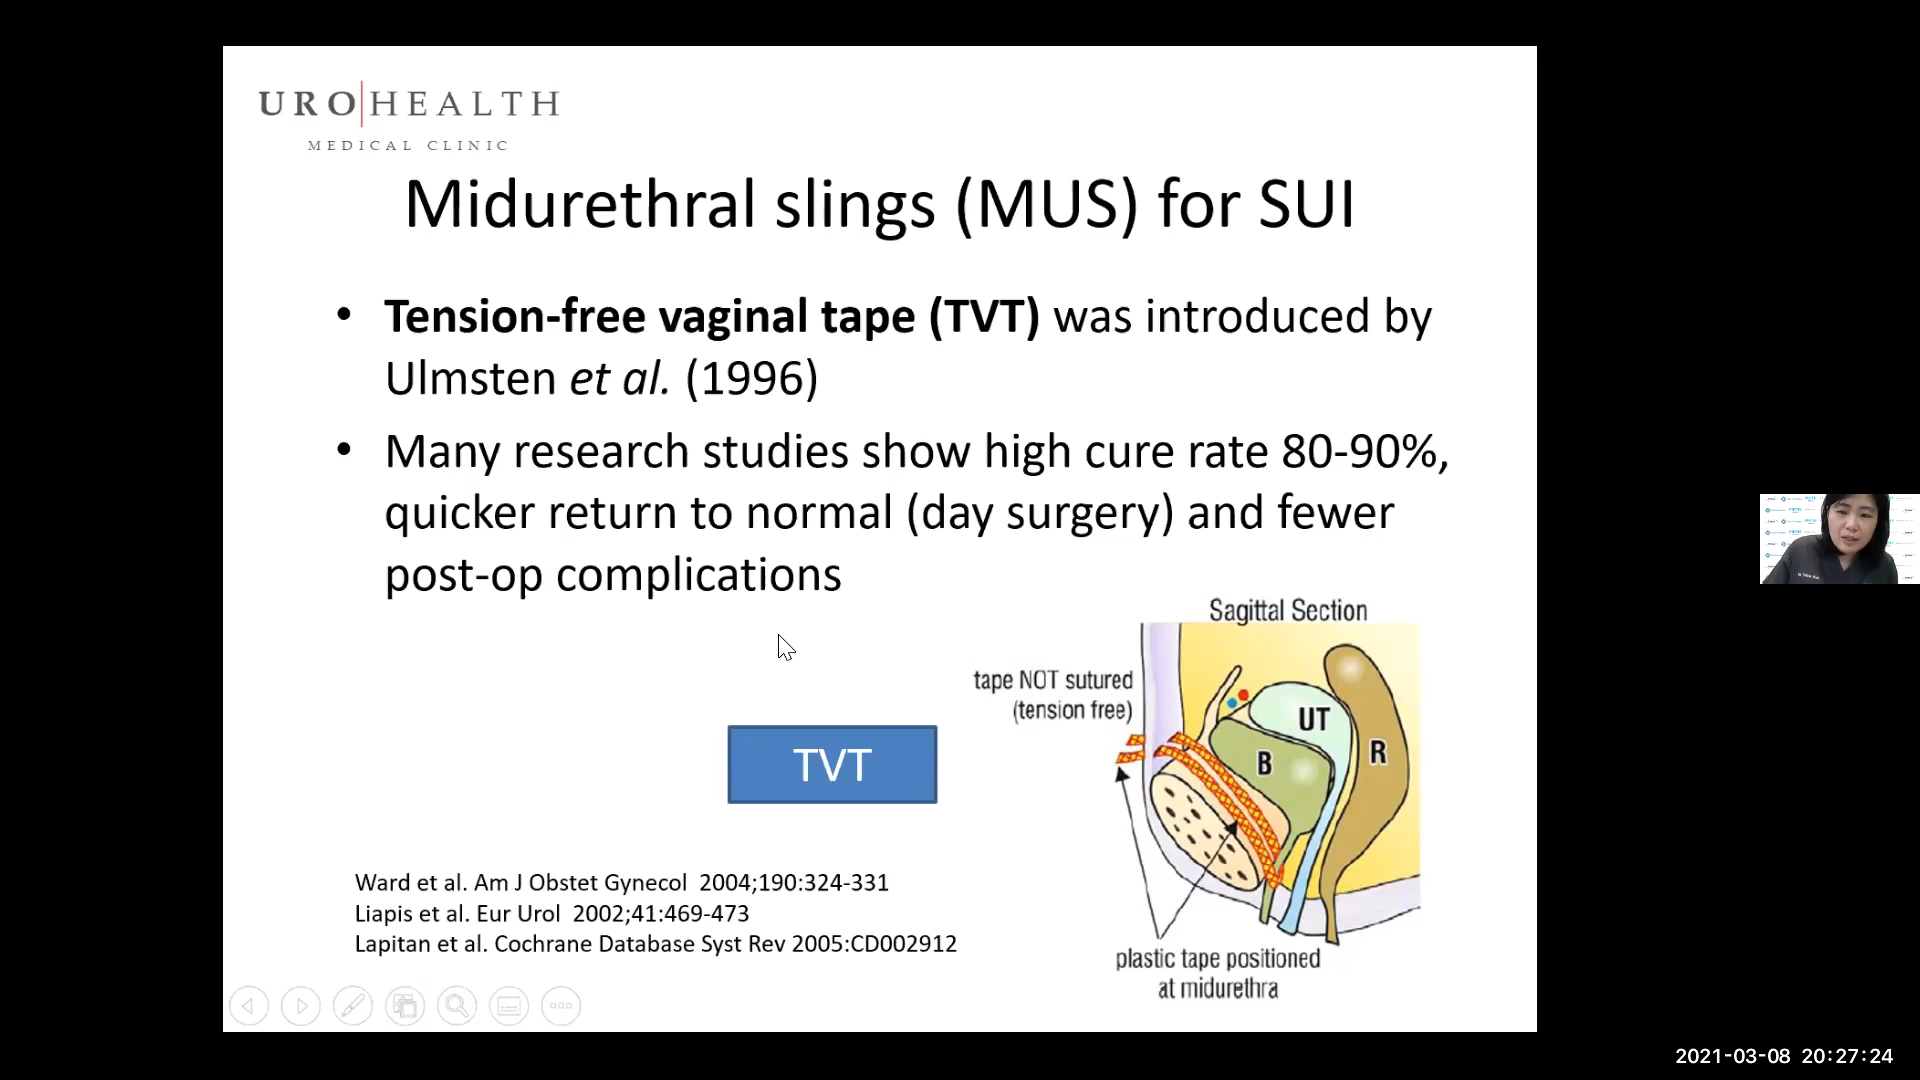 URO|HEALTH
MEDICAL CLINIC
Midurethral slings (MUS) for SUI
• Tension-free vaginal tape (TVT) was introduced by
Ulmsten et al. (1996)
• Many research studies show high cure rate 80-90%,
quicker return to normal (day surgery) and fewer
post-op complications
Sagittal Section
tape NOT sutured
(tension free)
UT
B
R
TVT
plastic tape positioned
at midurethra
Ward et al. Am J Obstet Gynecol 2004;190:324-331
Liapis et al. Eur Urol 2002;41:469-473
Lapitan et al. Cochrane Database Syst Rev 2005:CD002912
2021-03-08 20:27:24